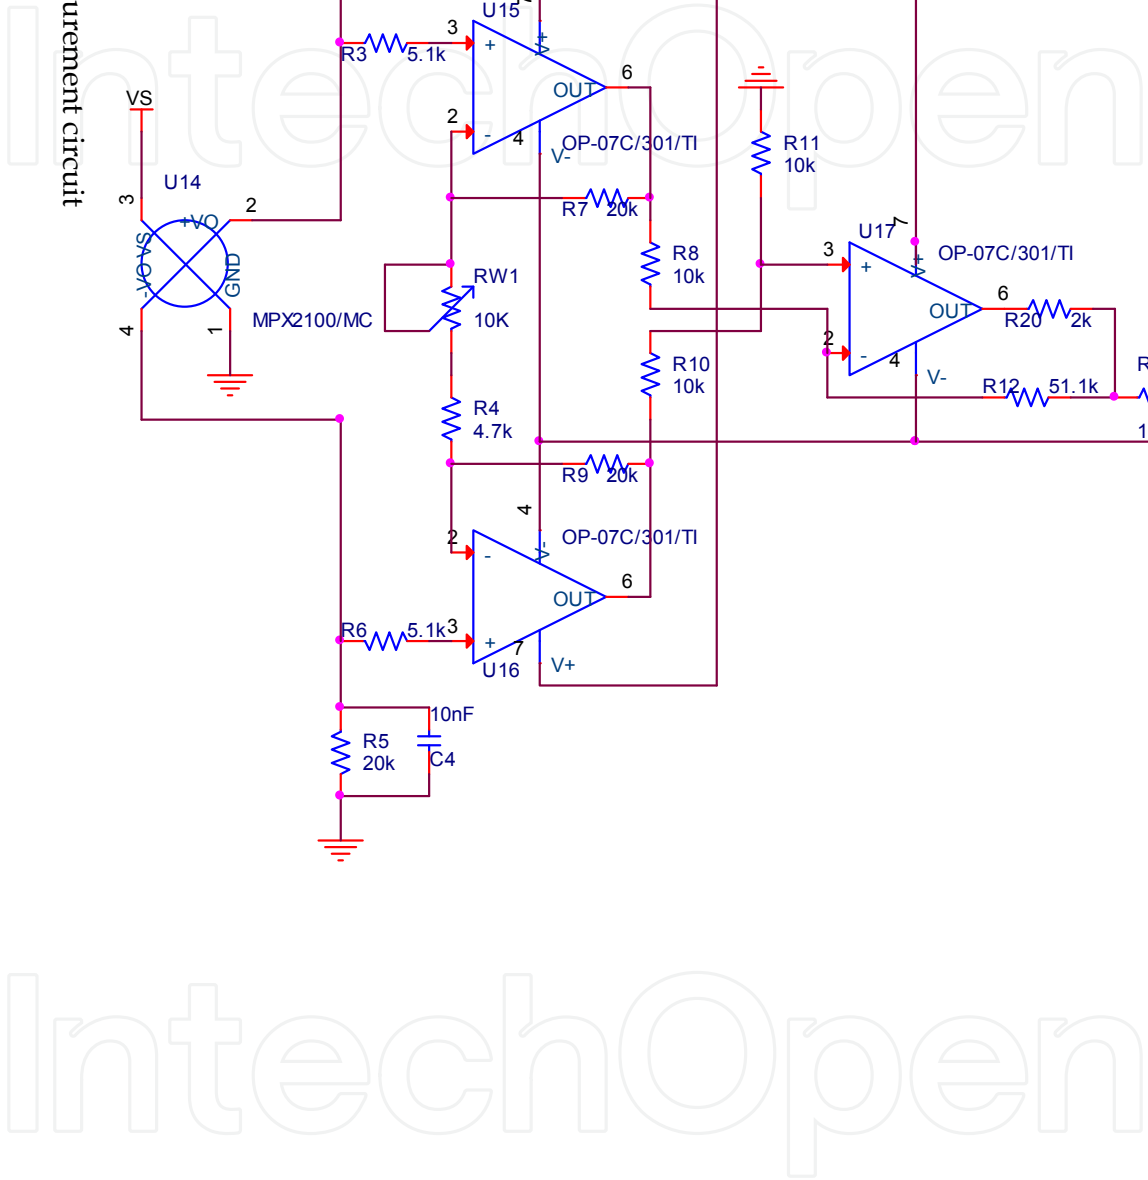 urement circuit
IntechOpen
U15
7
3
+
V+
R3
5.1k
OUT
6
2
-
4
OP-07C/301/TI
V-
VS
R11
10k
U14
3
2
+VO
-VO
VS
GND
4
1
MPX2100/MC
R7
20k
R8
10k
RW1
10K
U17
7
OP-07C/301/TI
3
+
V+
OUT
6
R20
2k
2
-
4
V-
R12
51.1k
R
1
R10
10k
R4
4.7k
R9
20k
4
OP-07C/301/TI
2
-
V-
OUT
6
R6
5.1k
3
+
7
U16
V+
10nF
R5
20k
C4
IntechOpen